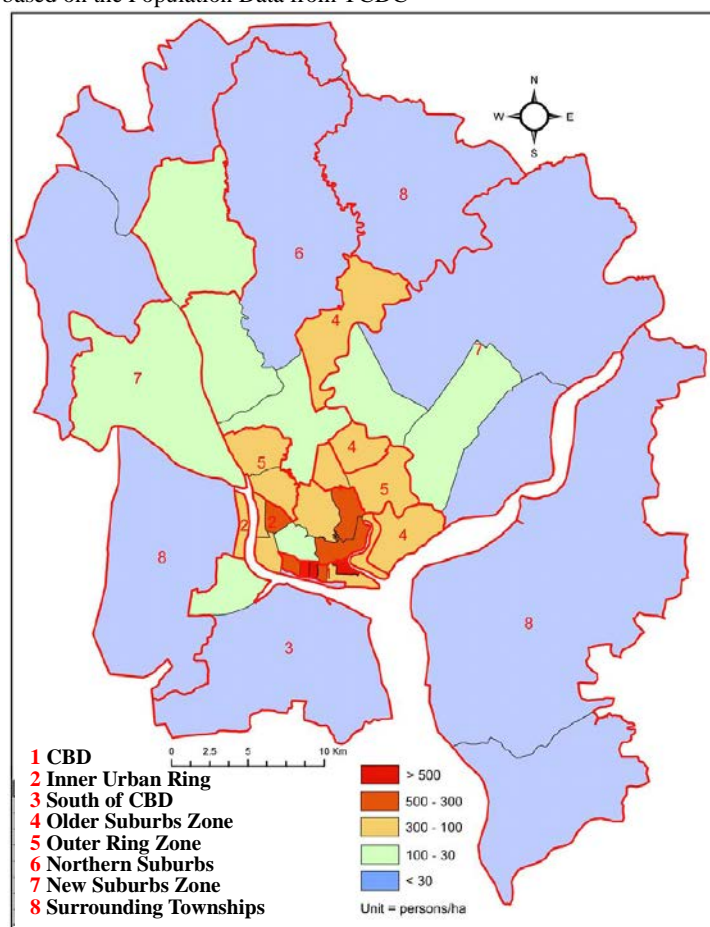 based on the Population Data from YCDC
N
W E
S
8
6
4
7
7
4
5
5
2
2
4
8
8
3
1 CBD
2 Inner Urban Ring
3 South of CBD
4 Older Suburbs Zone
5 Outer Ring Zone
6 Northern Suburbs
7 New Suburbs Zone
8 Surrounding Townships
0 2.5 5 10 Km
> 500
500 - 300
300 - 100
100 - 30
< 30
Unit = persons/ha